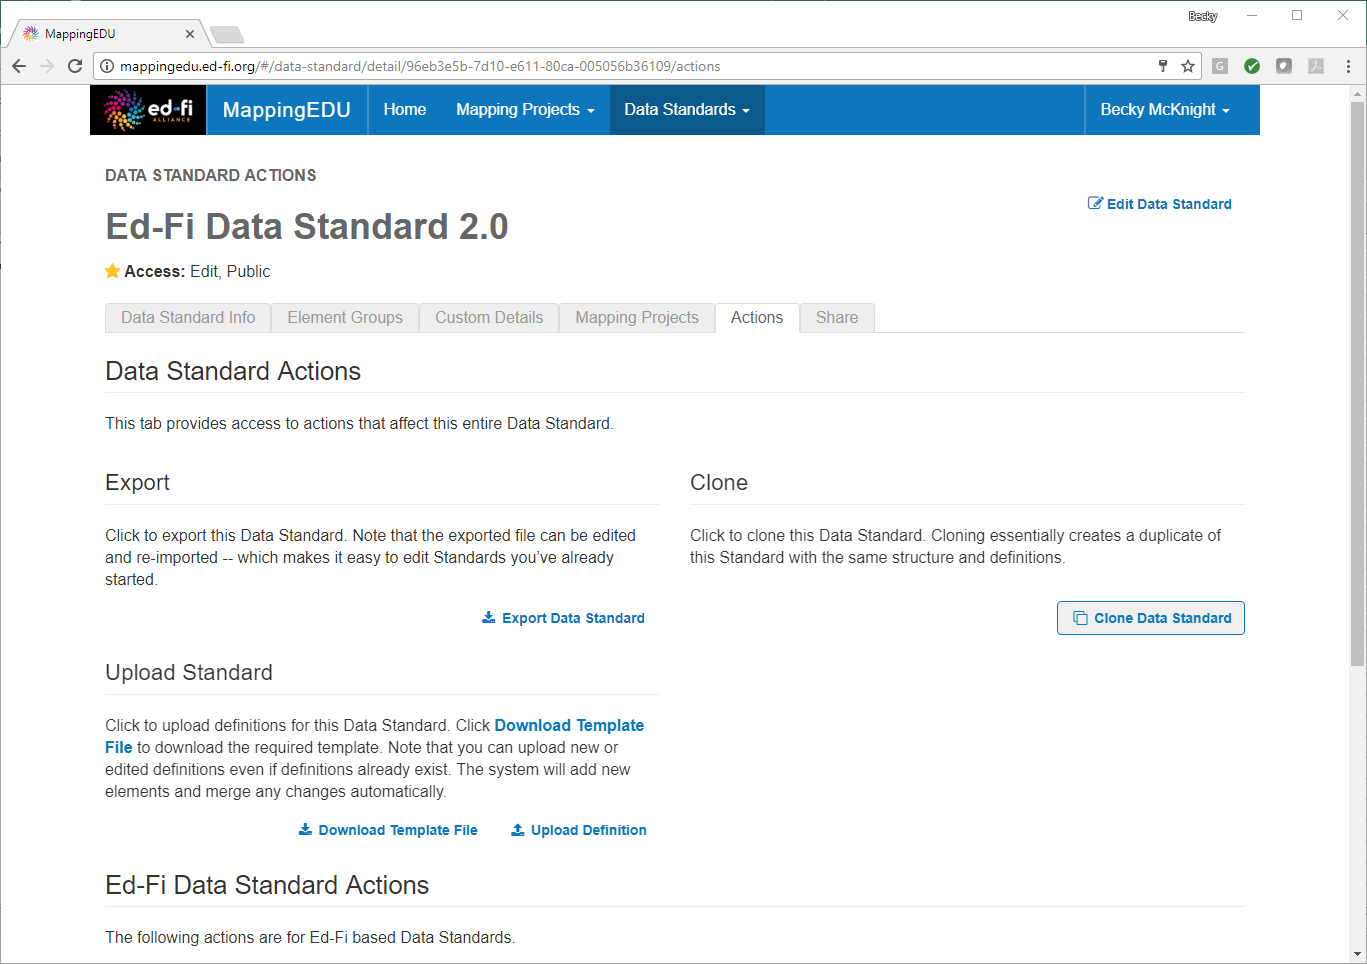 Becky
MappingEDU
mappingedu.ed-fi.org/#/data-standard/detail/96eb3e5b-7d10-e611-80ca-005056b36109/actions
G
ed-fi
ALLIANCE
MappingEDU
Home
Mapping Projects
Data Standards
Becky McKnight
DATA STANDARD ACTIONS
Edit Data Standard
Ed-Fi Data Standard 2.0
Access: Edit, Public
Data Standard Info
Element Groups
Custom Details
Mapping Projects
Actions
Share
Data Standard Actions
This tab provides access to actions that affect this entire Data Standard.
Export
Click to export this Data Standard. Note that the exported file can be edited
and re-imported -- which makes it easy to edit Standards you’ve already
started.
Export Data Standard
Clone
Click to clone this Data Standard. Cloning essentially creates a duplicate of
this Standard with the same structure and definitions.
Clone Data Standard
Upload Standard
Click to upload definitions for this Data Standard. Click Download Template
File to download the required template. Note that you can upload new or
edited definitions even if definitions already exist. The system will add new
elements and merge any changes automatically.
Download Template File
Upload Definition
Ed-Fi Data Standard Actions
The following actions are for Ed-Fi based Data Standards.